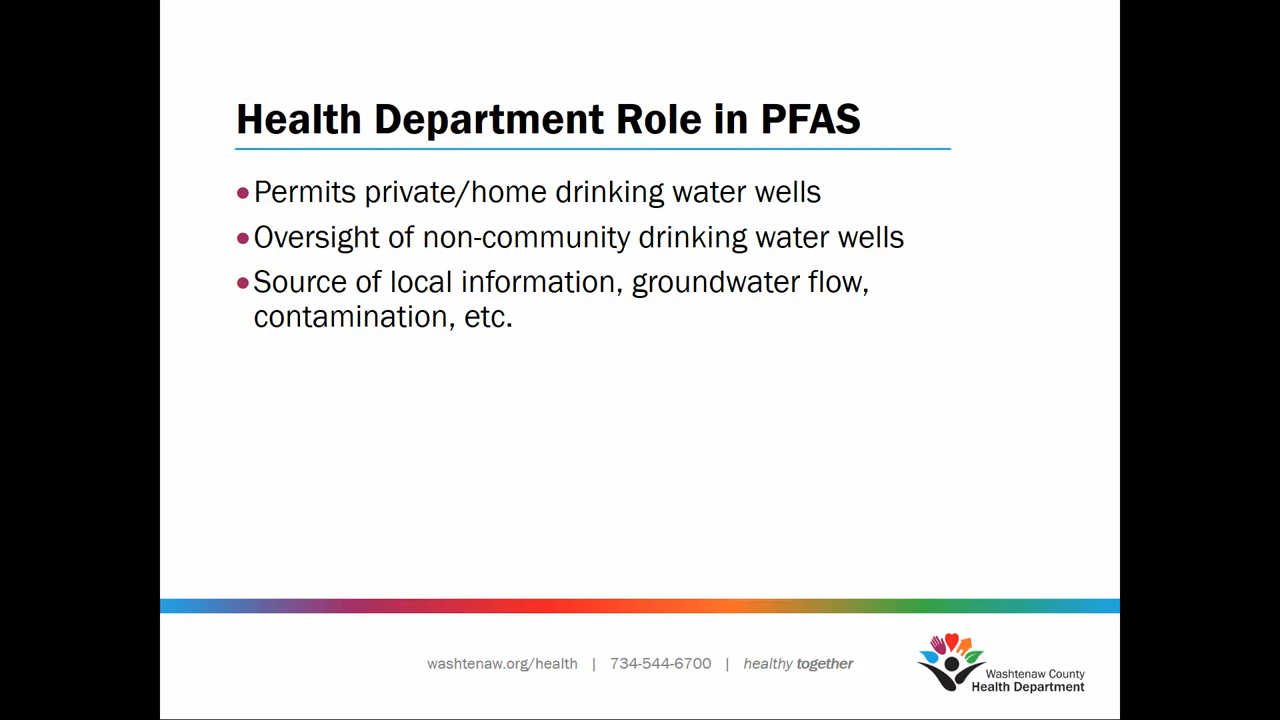 Health Department Role in PFAS
•Permits private/home drinking water wells
•Oversight of non-community drinking water wells
•Source of local information, groundwater flow,
contamination, etc.
washtenaw.org/health | 734-544-6700 | healthy together
Washtenaw County
Health Department